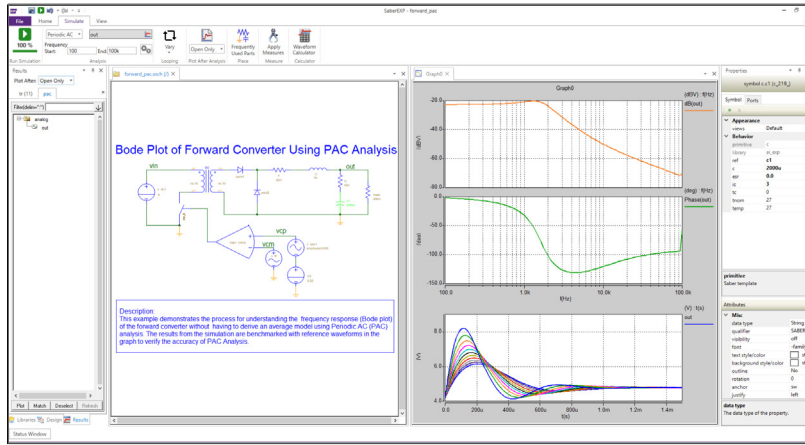 SaberEXP - forward_pac
File Home Simulate View
100 %
Periodic AC
out
Frequency
Start: 100 End: 100k
Vary
Open Only
Frequently
Used Parts
Apply
Measures
Waveform
Calculator
Run Simulation Analysis Looping Plot After Analysis Place Measure Calculator
Results
Plot After: Open Only
tr (11) pac
analog
out
Plot Match Deselect Refresh
Libraries Design Results
Status Window
Bode Plot of Forward Converter Using PAC Analysis
vin
out
vcp
vcm
Description:
This example demonstrates the process for understanding the frequency response (Bode plot)
of the forward converter without having to derive an average model using Periodic AC (PAC)
analysis. The results from the simulation are benchmarked with reference waveforms in the
graph to verify the accuracy of PAC Analysis.
Graph0
Graph0
(dBV) : f(Hz)
dB(out)
-20.0
-40.0
-60.0
-80.0
(dBV)
(deg) : f(Hz)
Phase(out)
0.0
-50.0
-100.0
-150.0
100.0 1.0k 10.0k 100.0k
f(Hz)
(V) : t(s)
out
8.0
6.0
4.0
(V)
0.0 200u 400u 600u 800u 1.0m 1.2m 1.4m
t(s)
Properties
Symbol Ports
Appearance
views Default
Behavior
primitive c
library
ref c1
c 2000u
esr 0.0
ic 3
tc 0
tnom 27
temp 27
primitive
Saber template
Attributes
Misc
data type String
qualifier SABER
visibility off
font -family
text style/color
background style/color
outline No
rotation 0
anchor sw
justify left
data type
The data type of the property.